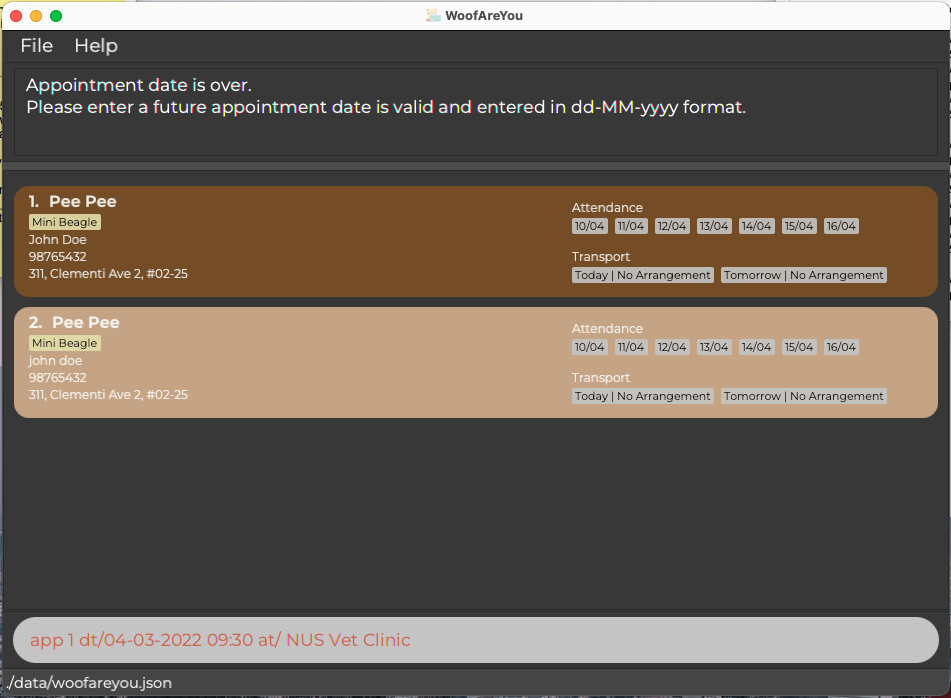 WoofAreYou
File Help
Appointment date is over.
Please enter a future appointment date is valid and entered in dd-MM-yyyy format.
1. Pee Pee
Mini Beagle
John Doe
98765432
311, Clementi Ave 2, #02-25
Attendance
10/04 11/04 12/04 13/04 14/04 15/04 16/04
Transport
Today | No Arrangement Tomorrow | No Arrangement
2. Pee Pee
Mini Beagle
john doe
98765432
311, Clementi Ave 2, #02-25
Attendance
10/04 11/04 12/04 13/04 14/04 15/04 16/04
Transport
Today | No Arrangement Tomorrow | No Arrangement
app 1 dt/04-03-2022 09:30 at/ NUS Vet Clinic
./data/woofareyou.json